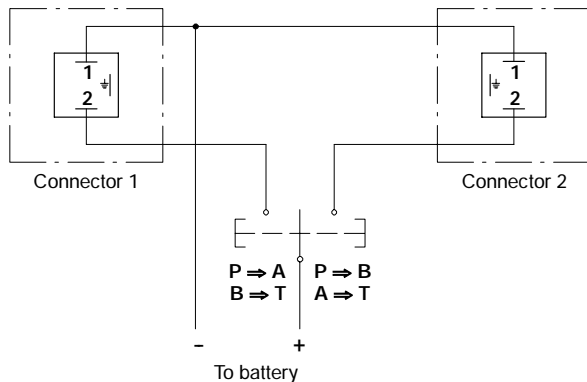 1
2
1
2
Connector 1
Connector 2
P ⇒ A P ⇒ B
B ⇒ T A ⇒ T
- +
To battery